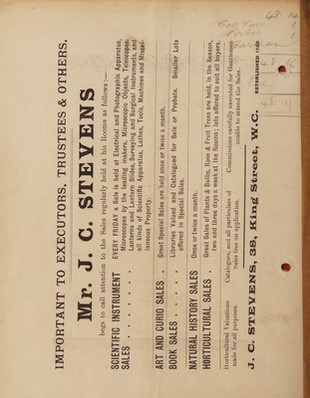 IMPORTANT TO EXECUTORS, TRUSTEES & OTHERS.
Mr. J. C. STEVENS
begs to call attention to the Sales regularly held at his Rooms as follows:—
SCIENTIFIC INSTRUMENT SALES . . . . . . . EVERY FRIDAY a Sale is held of Electrical and Photographic Apparatus,
Microscopes by the leading makers, Microscopic Objects, Telescopes,
Lanterns and Lantern Slides, Surveying and Surgical Instruments, and
all kinds of Scientific Apparatus, Lathes, Tools, Machines and Miscel-
laneous Property.
ART AND CURIO SALES . Great Special Sales are held once or twice a month.
BOOK SALES . . . . . Libraries Valued and Catalogued for Sale or Probate. Smaller Lots
offered in Special Sales.
NATURAL HISTORY SALES Once or twice a month.
HORTICULTURAL SALES . Great Sales of Plants & Bulbs, Rose & Fruit Trees are held, in the Season,
two and three days a week at the Rooms; lots offered to suit all buyers.
Horticultural Valuations made for all purposes.
Catalogues, and all particulars of Sales free on application.
Commissions carefully executed for Gentlemen unable to attend the Sales.
J. C. STEVENS, 38, King Street, W.C. ESTABLISHED 1760
48